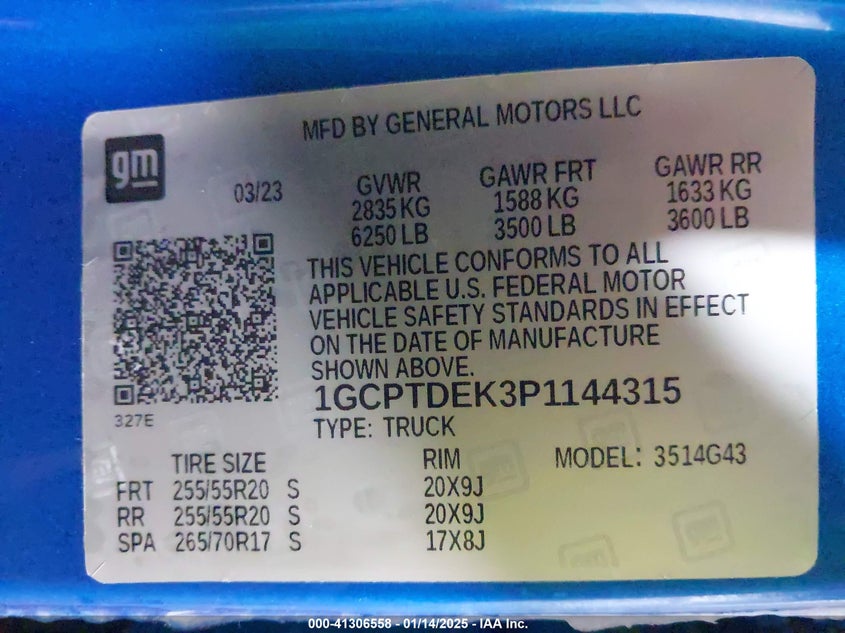 MFD BY GENERAL MOTORS LLC
gm
03/23
GVWR
2835 KG
6250 LB
GAWR FRT
1588 KG
3500 LB
GAWR RR
1633 KG
3600 LB
THIS VEHICLE CONFORMS TO ALL
APPLICABLE U.S. FEDERAL MOTOR
VEHICLE SAFETY STANDARDS IN EFFECT
ON THE DATE OF MANUFACTURE
SHOWN ABOVE.
1GCPTDEK3P1144315
327E
TYPE: TRUCK
TIRE SIZE RIM MODEL: 3514G43
FRT 255/55R20 S 20X9J
RR 255/55R20 S 20X9J
SPA 265/70R17 S 17X8J
000-41306558 - 01/14/2025 - IAA Inc.